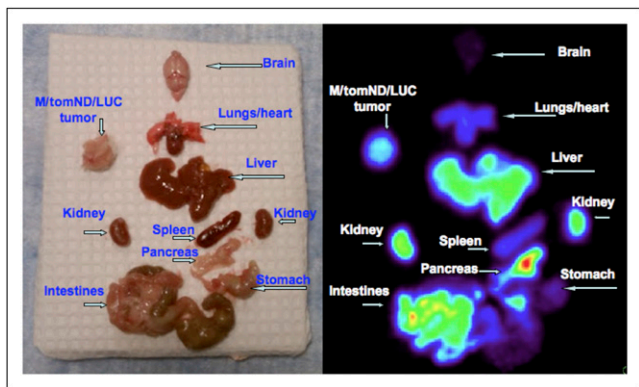 Brain
M/tomND/LUC
tumor
Lungs/heart
Liver
Kidney
Kidney
Spleen
Pancreas
Stomach
Intestines
Brain
M/tomND/LUC
tumor
Lungs/heart
Liver
Kidney
Kidney
Spleen
Pancreas
Stomach
Intestines